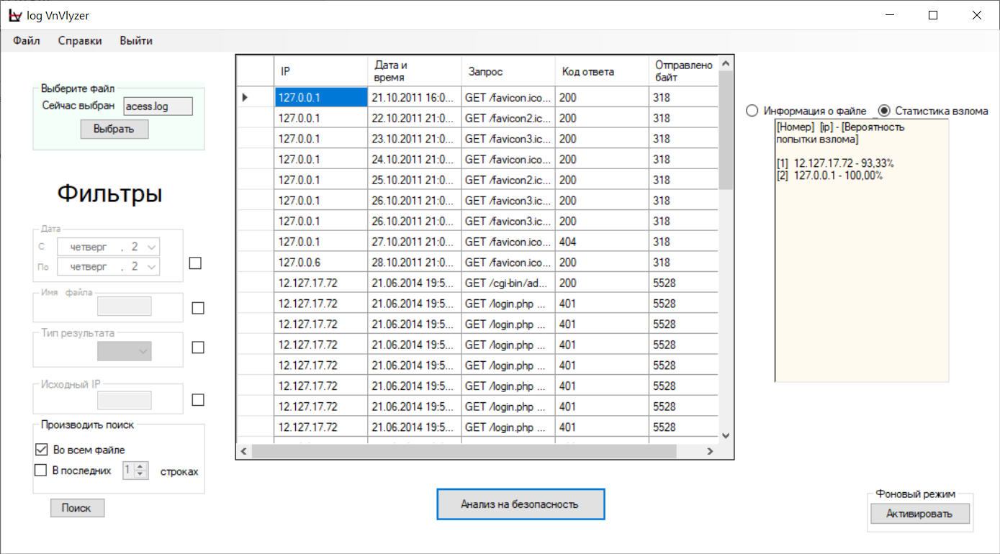 log VnVlyzer
Файл Справки Выйти
Выберите файл
Сейчас выбран acess.log
Выбрать
Фильтры
Дата
С четверг , 2
По четверг , 2
Имя файла
Тип результата
Исходный IP
Производить поиск
Во всем файле
В последних 1 строках
Поиск
IP Дата и время Запрос Код ответа Отправлено байт
127.0.0.1 21.10.2011 16:0... GET /favicon.ico... 200 318
127.0.0.1 22.10.2011 21:0... GET /favicon2.ic... 200 318
127.0.0.1 23.10.2011 21:0... GET /favicon3.ic... 200 318
127.0.0.1 24.10.2011 21:0... GET /favicon.ico... 200 318
127.0.0.1 25.10.2011 21:0... GET /favicon2.ic... 200 318
127.0.0.1 26.10.2011 21:0... GET /favicon3.ic... 200 318
127.0.0.1 26.10.2011 21:0... GET /favicon3.ic... 200 318
127.0.0.1 27.10.2011 21:0... GET /favicon.ico... 404 318
127.0.0.6 28.10.2011 21:0... GET /favicon.ico... 200 318
12.127.17.72 21.06.2014 19:5... GET /cgi-bin/ad... 200 5528
12.127.17.72 21.06.2014 19:5... GET /login.php ... 401 5528
12.127.17.72 21.06.2014 19:5... GET /login.php ... 401 5528
12.127.17.72 21.06.2014 19:5... GET /login.php ... 401 5528
12.127.17.72 21.06.2014 19:5... GET /login.php ... 401 5528
12.127.17.72 21.06.2014 19:5... GET /login.php ... 401 5528
12.127.17.72 21.06.2014 19:5... GET /login.php ... 401 5528
12.127.17.72 21.06.2014 19:5... GET /login.php ... 401 5528
Анализ на безопасность
Информация о файле Статистика взлома
[Номер] [ip] - [Вероятность
попытки взлома]
[1] 12.127.17.72 - 93,33%
[2] 127.0.0.1 - 100,00%
Фоновый режим
Активировать